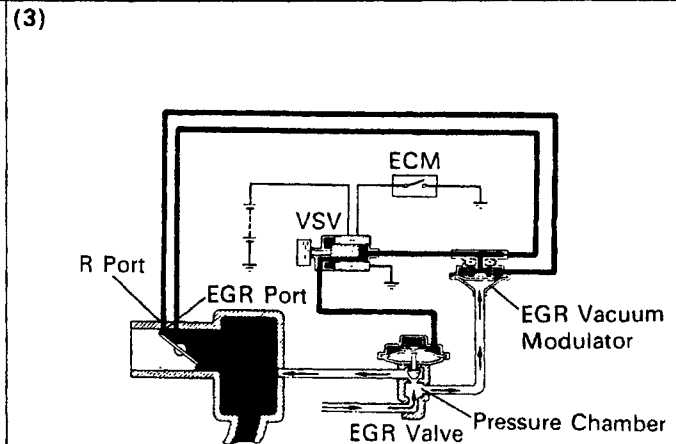 (3)
ECM
VSV
R Port
EGR Port
EGR Vacuum
Modulator
Pressure Chamber
EGR Valve